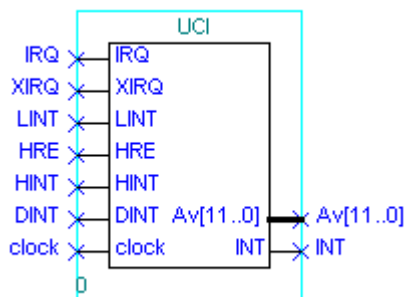 UCI
IRQ IRQ
XIRQ XIRQ
LINT LINT
HRE HRE
HINT HINT
DINT DINT Av[11..0] Av[11..0]
clock clock INT INT
0